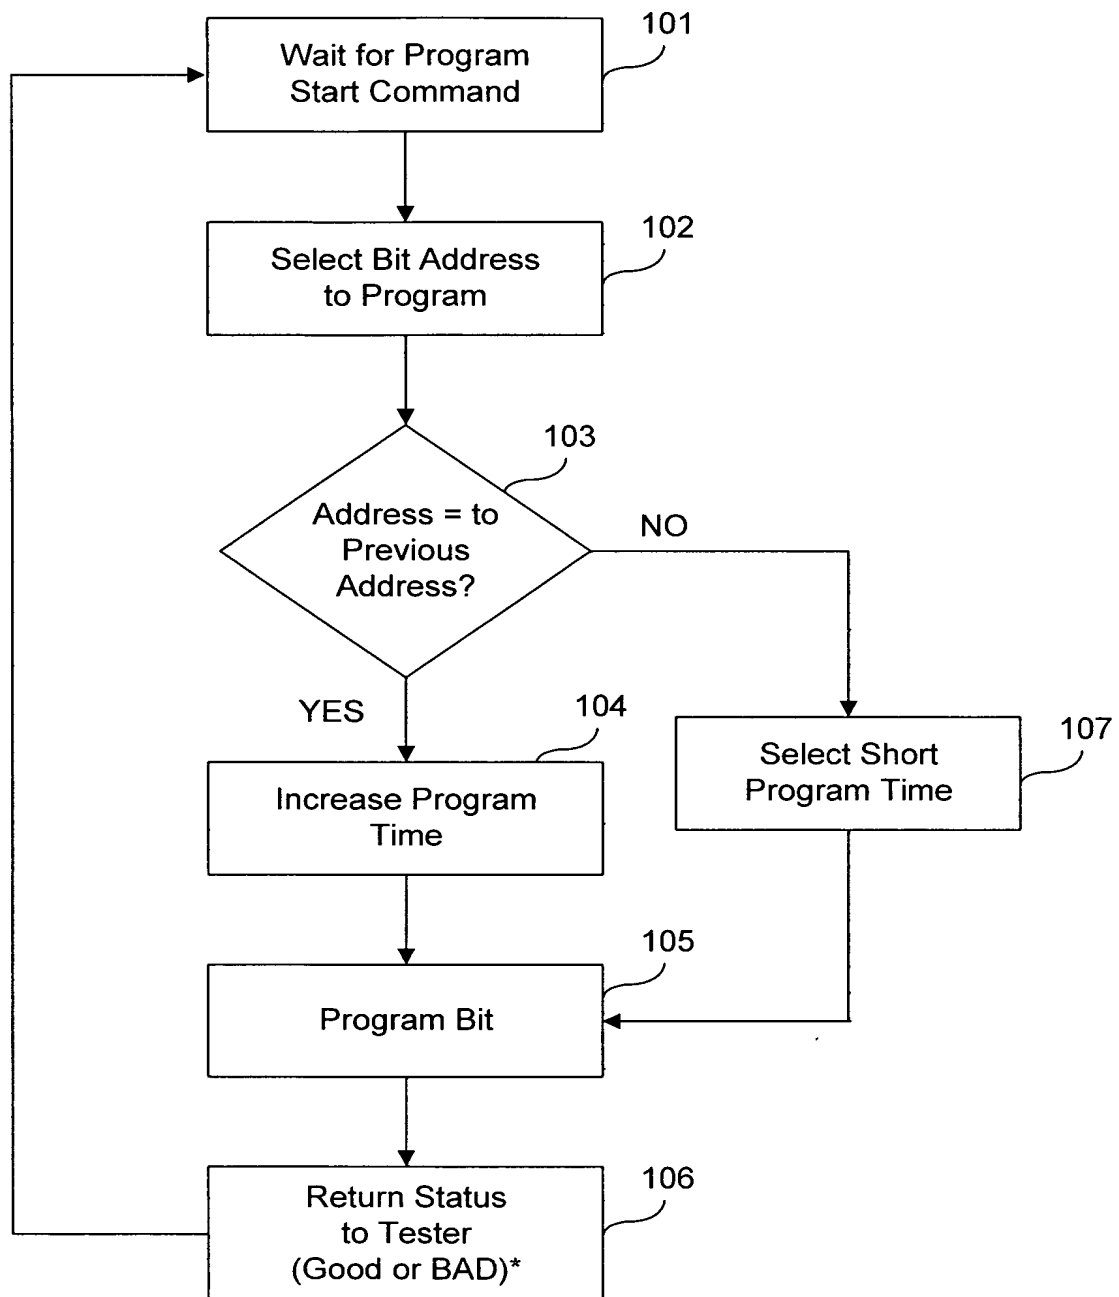 101
Wait for Program
Start Command
102
Select Bit Address
to Program
103
Address = to
Previous
Address?
NO
YES
104
Increase Program
Time
107
Select Short
Program Time
105
Program Bit
106
Return Status
to Tester
(Good or BAD)*